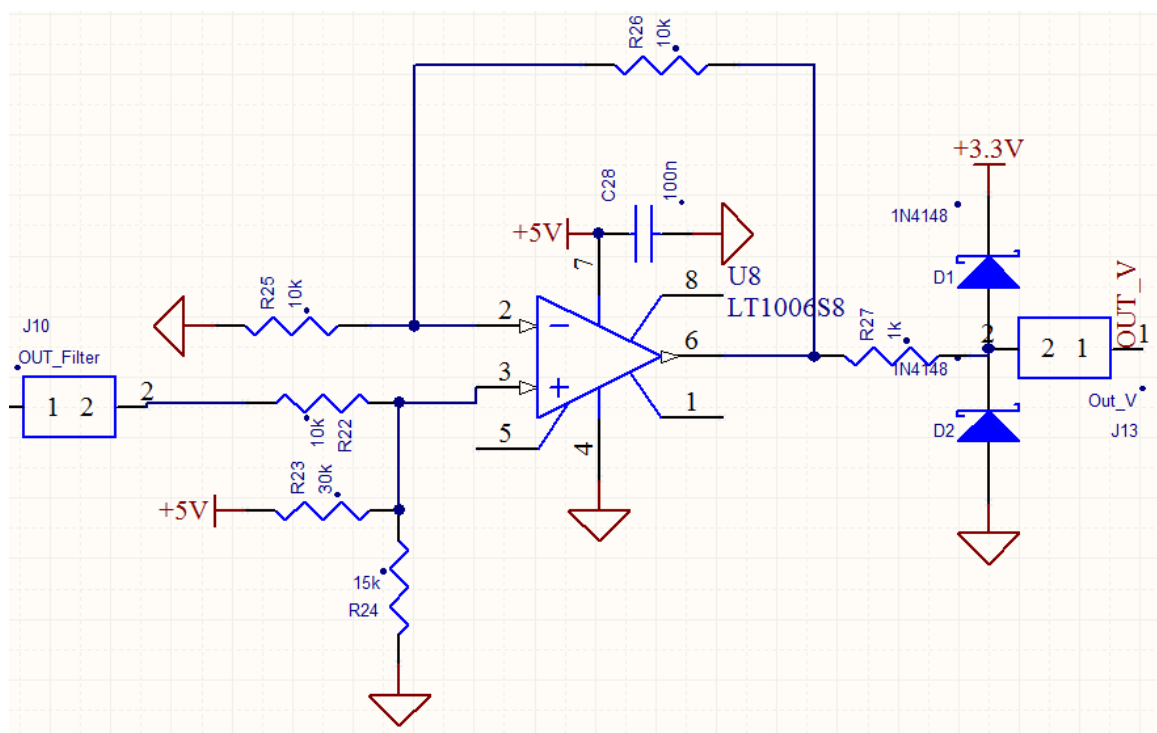 R26
10k
+3.3V
C28
100n
1N4148
+5V
7
D1
OUT_V
R25
10k
8
U8
LT1006S8
J10
2
6
R27
1k
2
2 1
1
OUT_Filter
3
1N4148
1 2
2
1
Out_V
10k
R22
5
4
D2
J13
R23
30k
+5V
15k
R24